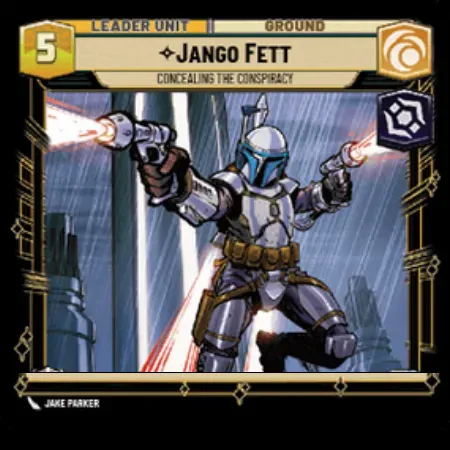 LEADER UNIT
GROUND
5
JANGO FETT
CONCEALING THE CONSPIRACY
JAKE PARKER